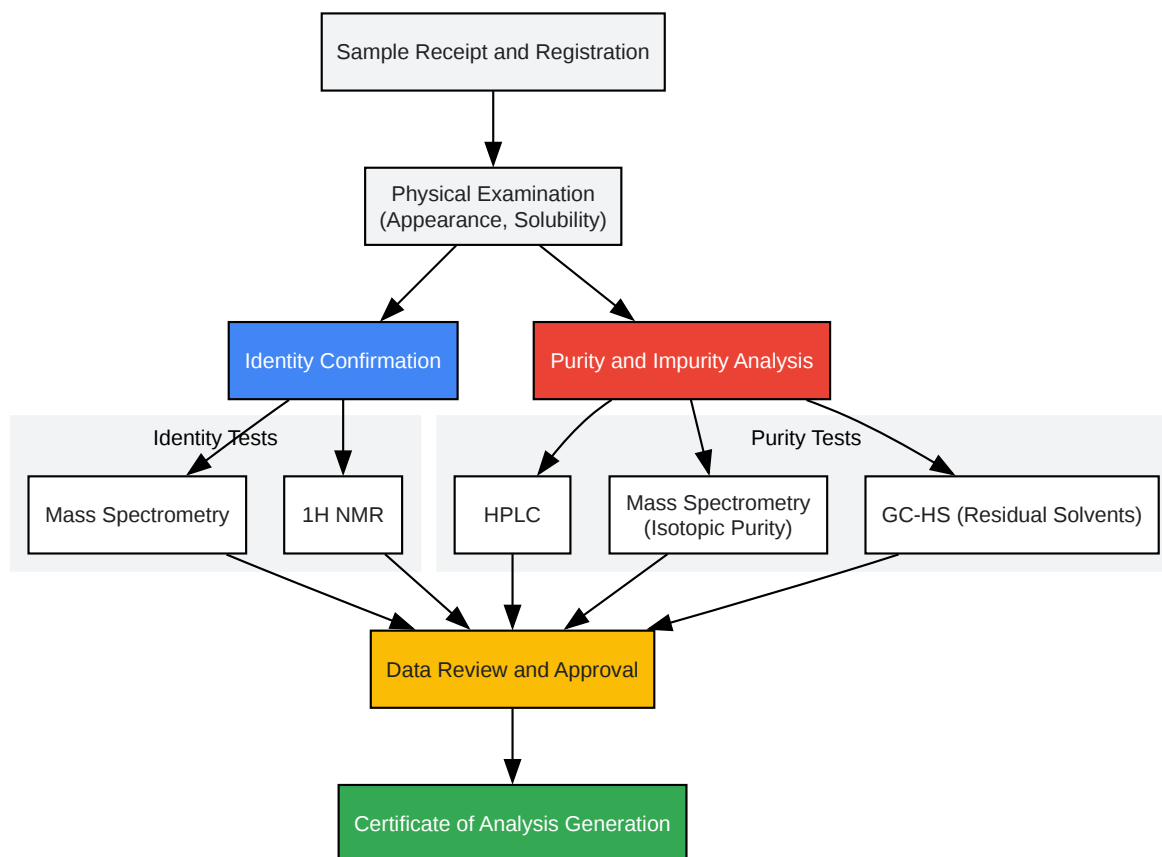 Sample Receipt and Registration
Physical Examination
(Appearance, Solubility)
Identity Confirmation
Purity and Impurity Analysis
Identity Tests
Purity Tests
Mass Spectrometry
1H NMR
HPLC
Mass Spectrometry
(Isotopic Purity)
GC-HS (Residual Solvents)
Data Review and Approval
Certificate of Analysis Generation